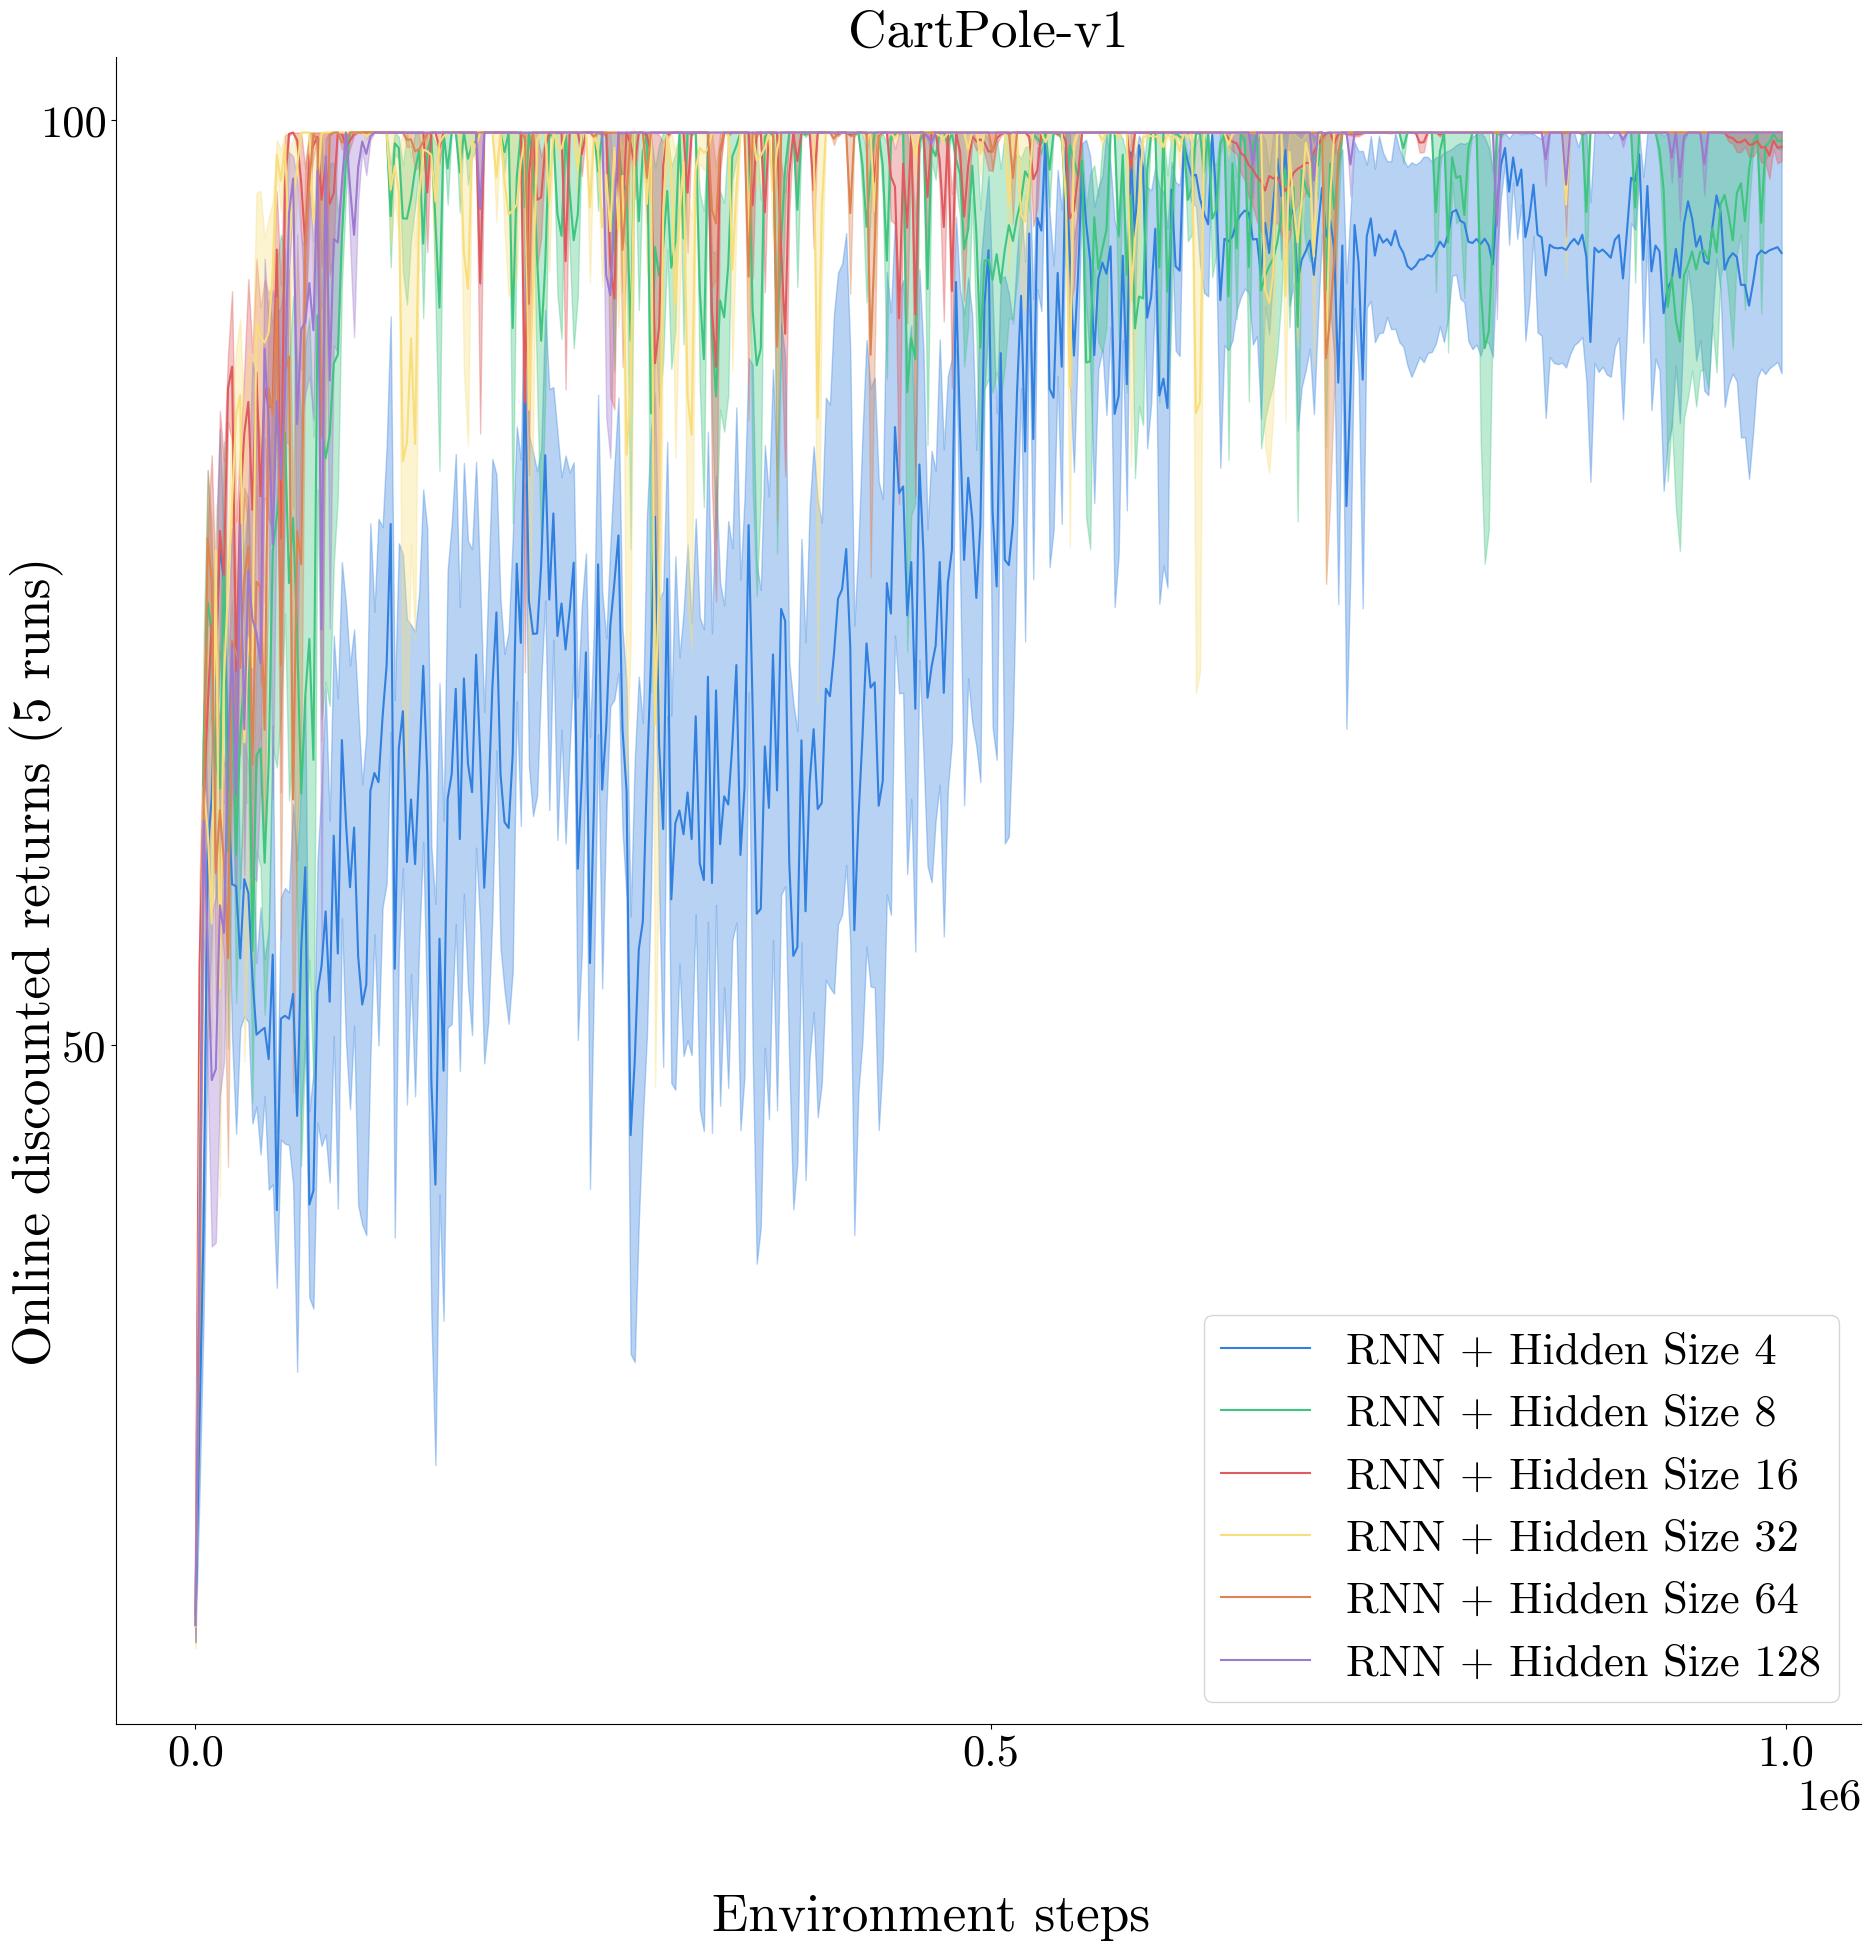 CartPole-v1
100
50
Online discounted returns (5 runs)
RNN + Hidden Size 4
RNN + Hidden Size 8
RNN + Hidden Size 16
RNN + Hidden Size 32
RNN + Hidden Size 64
RNN + Hidden Size 128
0.0
0.5
1.0
1e6
Environment steps